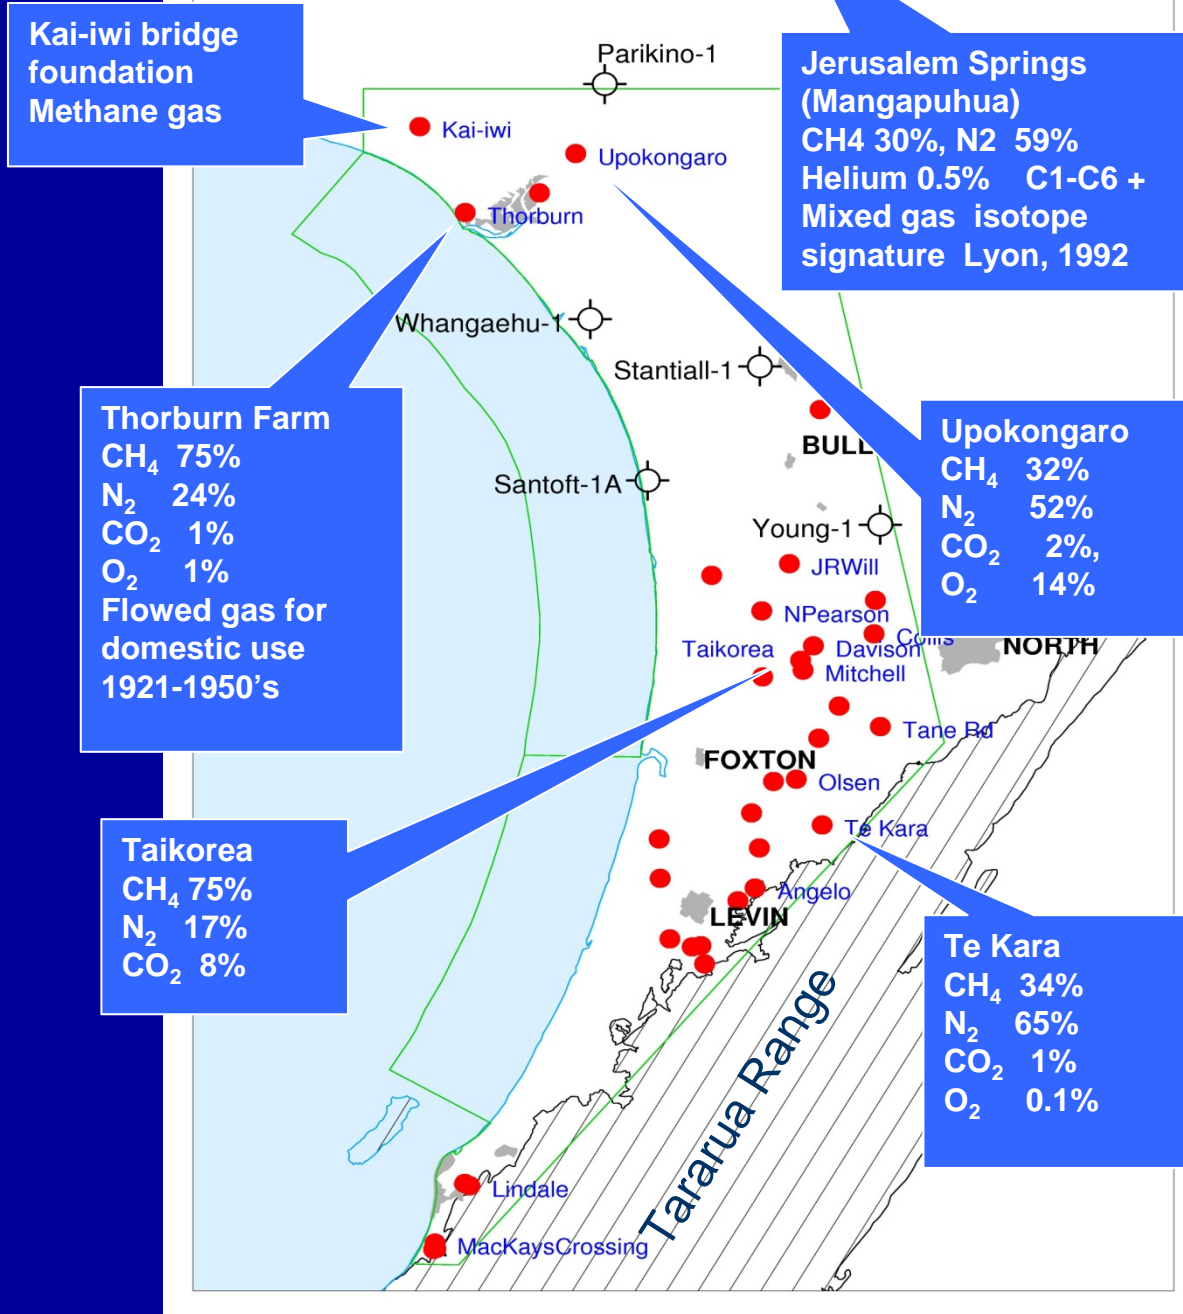 Kai-iwi bridge
foundation
Methane gas
Parikino-1
Jerusalem Springs
(Mangapuhua)
CH4 30%, N2 59%
Helium 0.5% C1-C6 +
Mixed gas isotope
signature Lyon, 1992
Kai-iwi
Upokongaro
Thorburn
Whangaehu-1
Stantiall-1
Thorburn Farm
CH₄ 75%
N₂ 24%
CO₂ 1%
O₂ 1%
Flowed gas for
domestic use
1921-1950's
BULL
Upokongaro
CH₄ 32%
N₂ 52%
CO₂ 2%,
O₂ 14%
Santoft-1A
Young-1
JRWill
NPearson
Collis
Taikorea
Davison
NORTH
Mitchell
Tane Rd
FOXTON
Olsen
Te Kara
Taikorea
CH₄ 75%
N₂ 17%
CO₂ 8%
Angelo
LEVIN
Te Kara
CH₄ 34%
N₂ 65%
CO₂ 1%
O₂ 0.1%
Tararua Range
Lindale
MacKaysCrossing